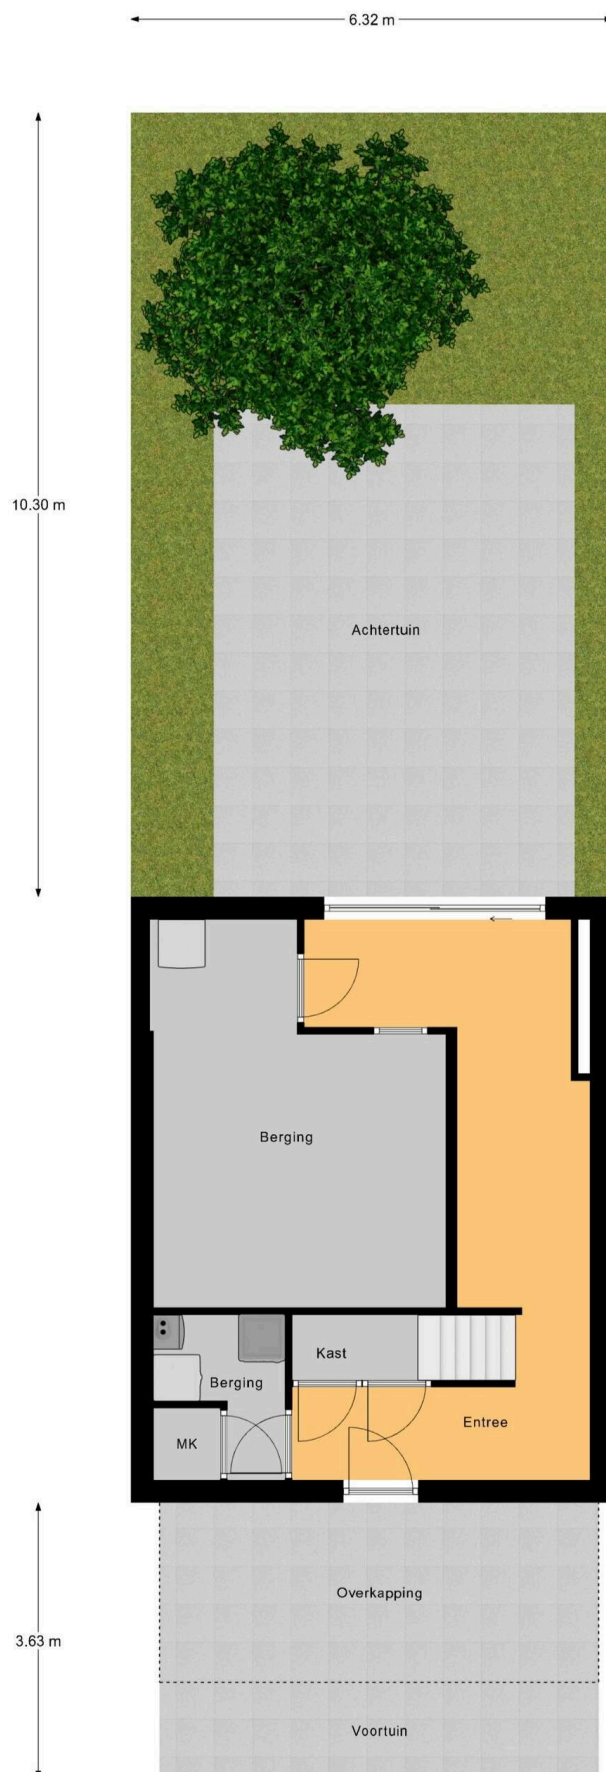 6.32 m
10.30 m
Achtertuin
Berging
Kast
Berging
Entree
MK
Overkapping
3.63 m
Voortuin